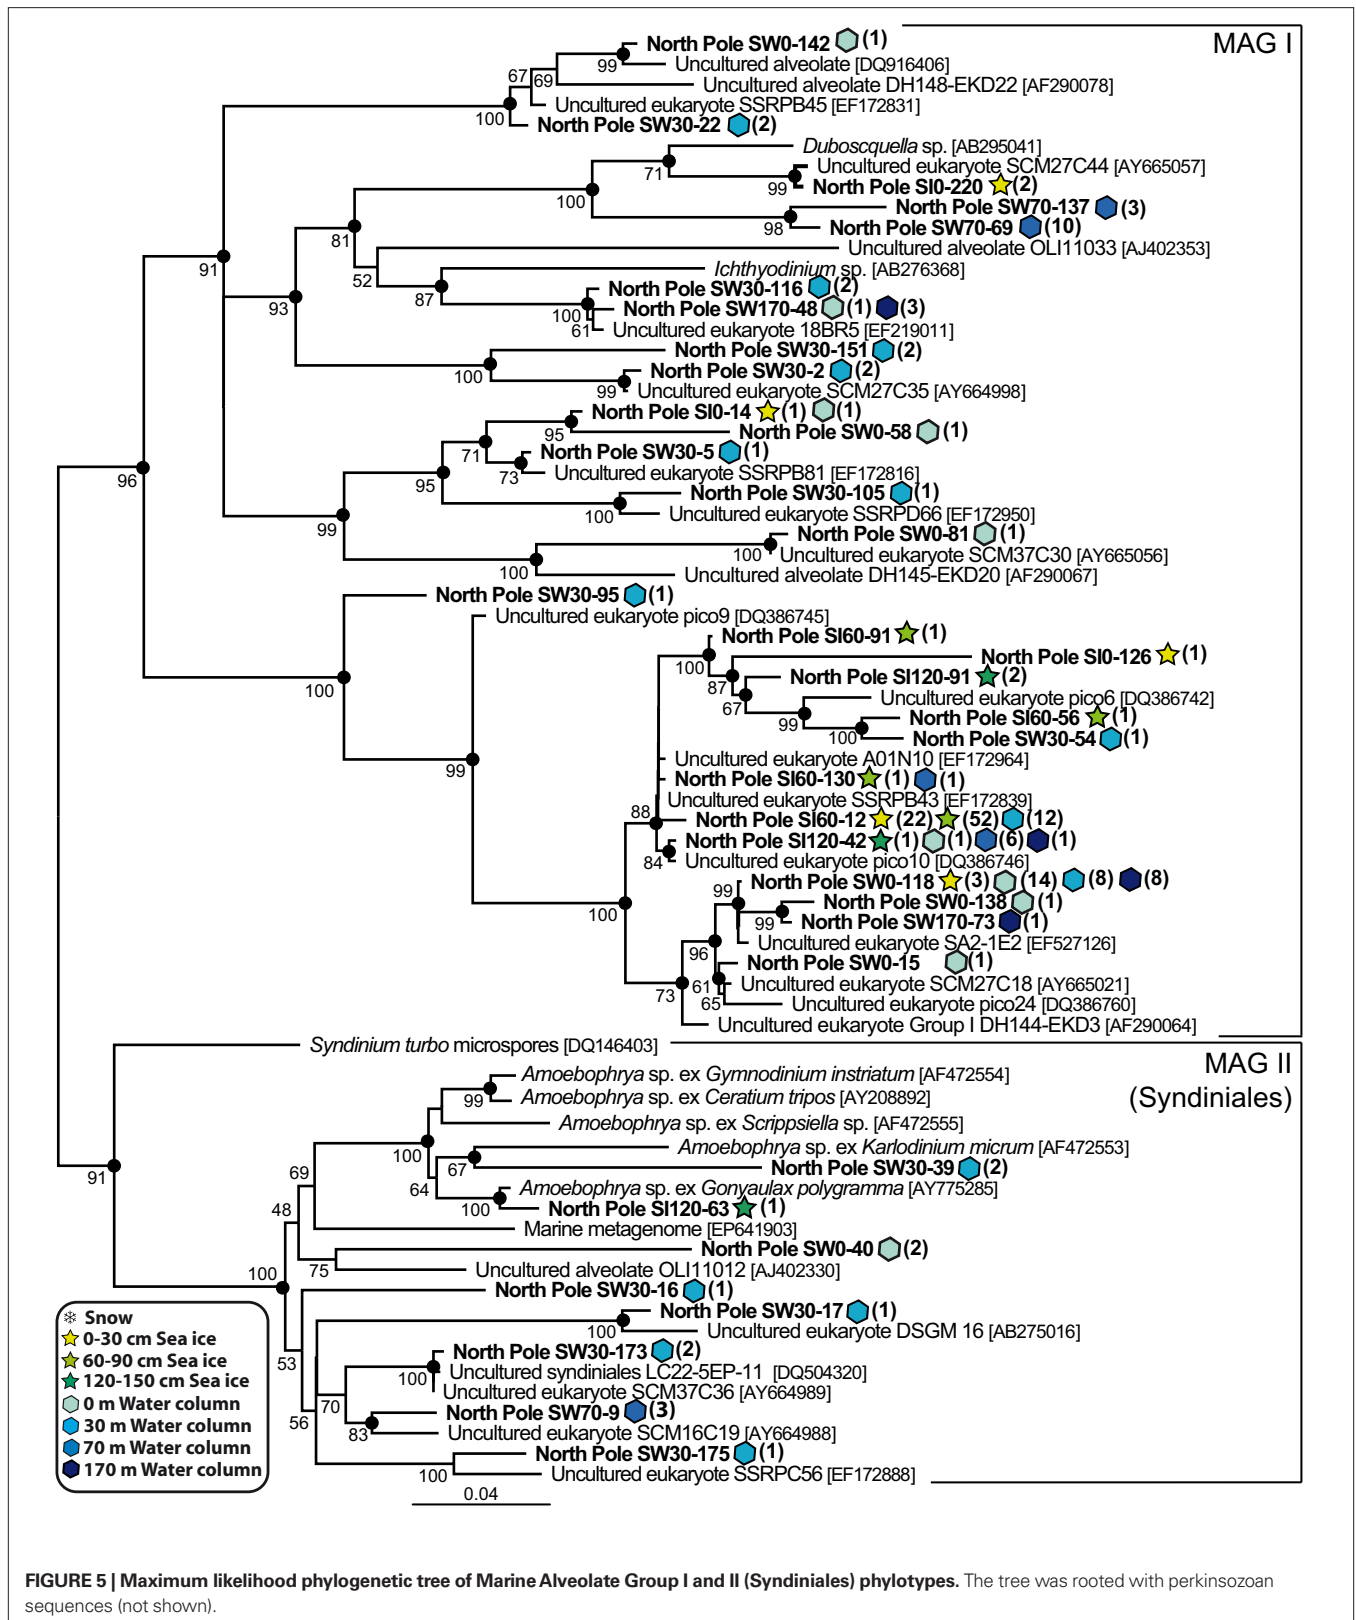 MAG I
North Pole SW0-142 (1)
99 Uncultured alveolate [DQ916406]
67 69 Uncultured alveolate DH148-EKD22 [AF290078]
Uncultured eukaryote SSRPB45 [EF172831]
100 North Pole SW30-22 (2)
Duboscquella sp. [AB295041]
71 Uncultured eukaryote SCM27C44 [AY665057]
99 North Pole SI0-220 (2)
100 North Pole SW70-137 (3)
98 North Pole SW70-69 (10)
81 Uncultured alveolate OLI11033 [AJ402353]
91 52 Ichthyodinium sp. [AB276368]
87 North Pole SW30-116 (2)
93 100 North Pole SW170-48 (1) (3)
61 Uncultured eukaryote 18BR5 [EF219011]
North Pole SW30-151 (2)
100 North Pole SW30-2 (2)
99 Uncultured eukaryote SCM27C35 [AY664998]
North Pole SI0-14 (1) (1)
95 North Pole SW0-58 (1)
71 North Pole SW30-5 (1)
73 Uncultured eukaryote SSRPB81 [EF172816]
96 95 North Pole SW30-105 (1)
100 Uncultured eukaryote SSRPD66 [EF172950]
99 North Pole SW0-81 (1)
100 Uncultured eukaryote SCM37C30 [AY665056]
100 Uncultured alveolate DH145-EKD20 [AF290067]
North Pole SW30-95 (1)
Uncultured eukaryote pico9 [DQ386745]
North Pole SI60-91 (1)
100 North Pole SI0-126 (1)
87 North Pole SI120-91 (2)
100 67 Uncultured eukaryote pico6 [DQ386742]
99 North Pole SI60-56 (1)
100 North Pole SW30-54 (1)
99 Uncultured eukaryote A01N10 [EF172964]
North Pole SI60-130 (1) (1)
Uncultured eukaryote SSRPB43 [EF172839]
88 North Pole SI60-12 (22) (52) (12)
North Pole SI120-42 (1) (1) (6) (1)
84 Uncultured eukaryote pico10 [DQ386746]
North Pole SW0-118 (3) (14) (8) (8)
99 North Pole SW0-138 (1)
100 99 North Pole SW170-73 (1)
Uncultured eukaryote SA2-1E2 [EF527126]
96 North Pole SW0-15 (1)
61 Uncultured eukaryote SCM27C18 [AY665021]
73 65 Uncultured eukaryote pico24 [DQ386760]
Uncultured eukaryote Group I DH144-EKD3 [AF290064]
Syndinium turbo microspores [DQ146403]
MAG II
(Syndiniales)
Amoebophrya sp. ex Gymnodinium instriatum [AF472554]
99 Amoebophrya sp. ex Ceratium tripos [AY208892]
Amoebophrya sp. ex Scrippsiella sp. [AF472555]
100 Amoebophrya sp. ex Karlodinium micrum [AF472553]
91 69 67 North Pole SW30-39 (2)
64 Amoebophrya sp. ex Gonyaulax polygramma [AY775285]
48 100 North Pole SI120-63 (1)
Marine metagenome [EP641903]
North Pole SW0-40 (2)
100 75 Uncultured alveolate OLI11012 [AJ402330]
North Pole SW30-16 (1)
North Pole SW30-17 (1)
100 Uncultured eukaryote DSGM 16 [AB275016]
53 North Pole SW30-173 (2)
100 Uncultured syndiniales LC22-5EP-11 [DQ504320]
Uncultured eukaryote SCM37C36 [AY664989]
56 70 North Pole SW70-9 (3)
83 Uncultured eukaryote SCM16C19 [AY664988]
North Pole SW30-175 (1)
100 Uncultured eukaryote SSRPC56 [EF172888]
0.04
Snow
0-30 cm Sea ice
60-90 cm Sea ice
120-150 cm Sea ice
0 m Water column
30 m Water column
70 m Water column
170 m Water column
FIGURE 5 | Maximum likelihood phylogenetic tree of Marine Alveolate Group I and II (Syndiniales) phylotypes. The tree was rooted with perkinsozoan
sequences (not shown).